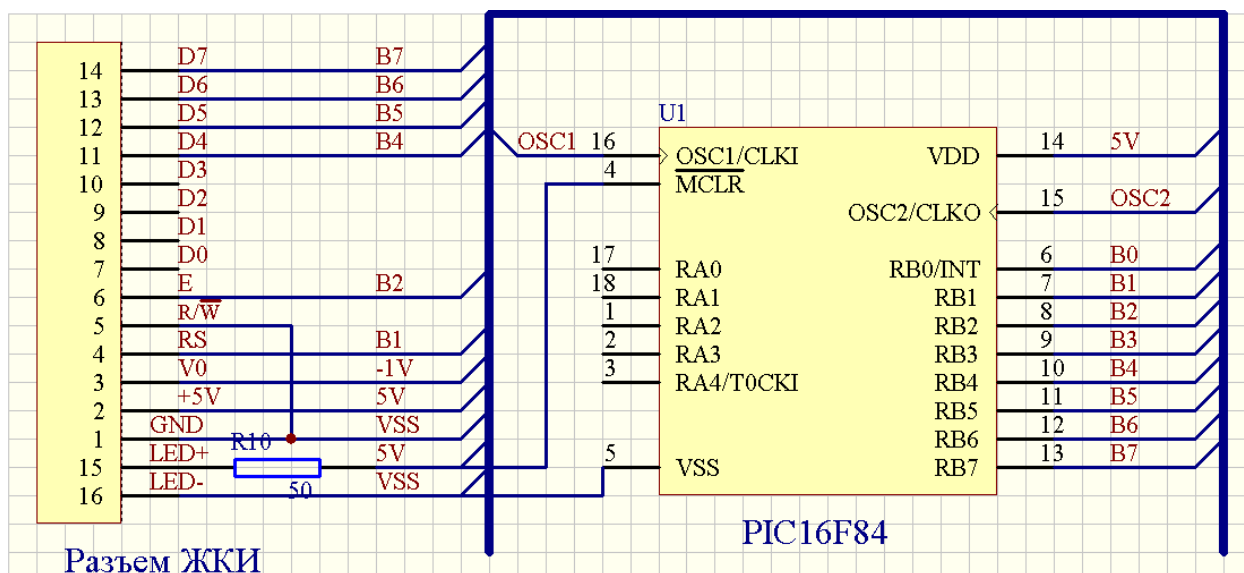 14 D7 B7
13 D6 B6
12 D5 B5
11 D4 B4
10 D3
9 D2
8 D1
7 D0
6 E B2
5 R/W̅
4 RS B1
3 V0 -1V
2 +5V 5V
1 GND VSS
R10
15 LED+ 5V
50
16 LED- VSS
Разъем ЖКИ
U1
OSC1 16 OSC1/CLKI
4 M̅C̅L̅R̅
17 RA0
18 RA1
1 RA2
2 RA3
3 RA4/T0CKI
5 VSS
VDD 14 5V
OSC2/CLKO 15 OSC2
RB0/INT 6 B0
RB1 7 B1
RB2 8 B2
RB3 9 B3
RB4 10 B4
RB5 11 B5
RB6 12 B6
RB7 13 B7
PIC16F84